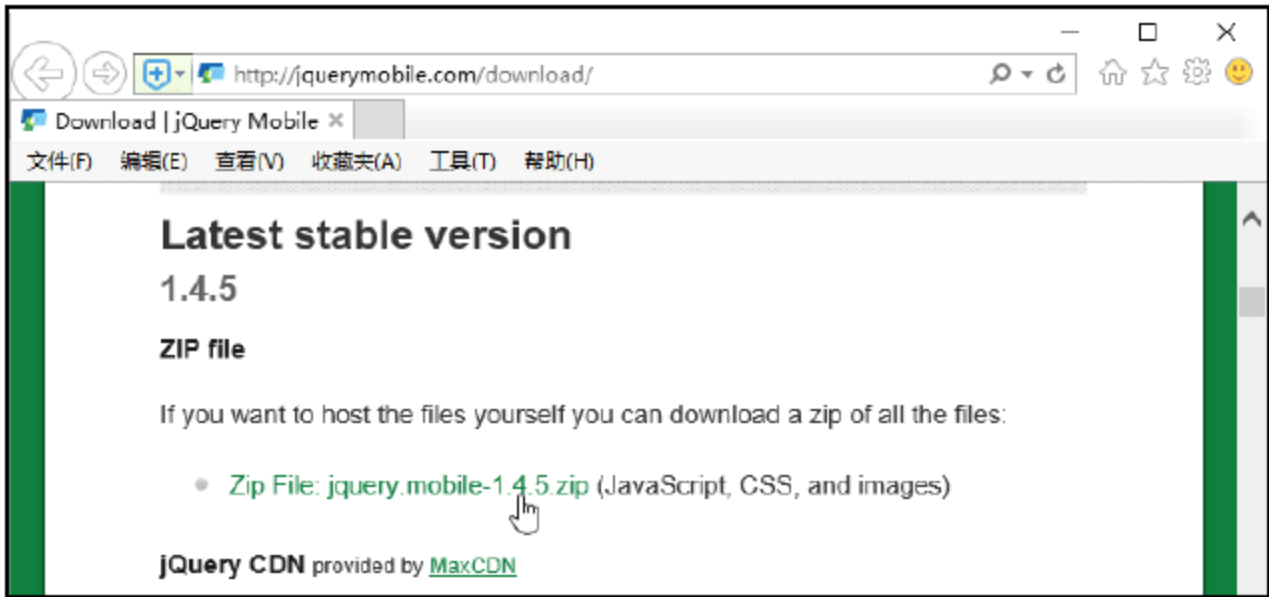 http://jquerymobile.com/download/
Download | jQuery Mobile
文件(F) 编辑(E) 查看(V) 收藏夹(A) 工具(T) 帮助(H)
Latest stable version
1.4.5
ZIP file
If you want to host the files yourself you can download a zip of all the files:
Zip File: jquery.mobile-1.4.5.zip (JavaScript, CSS, and images)
jQuery CDN provided by MaxCDN